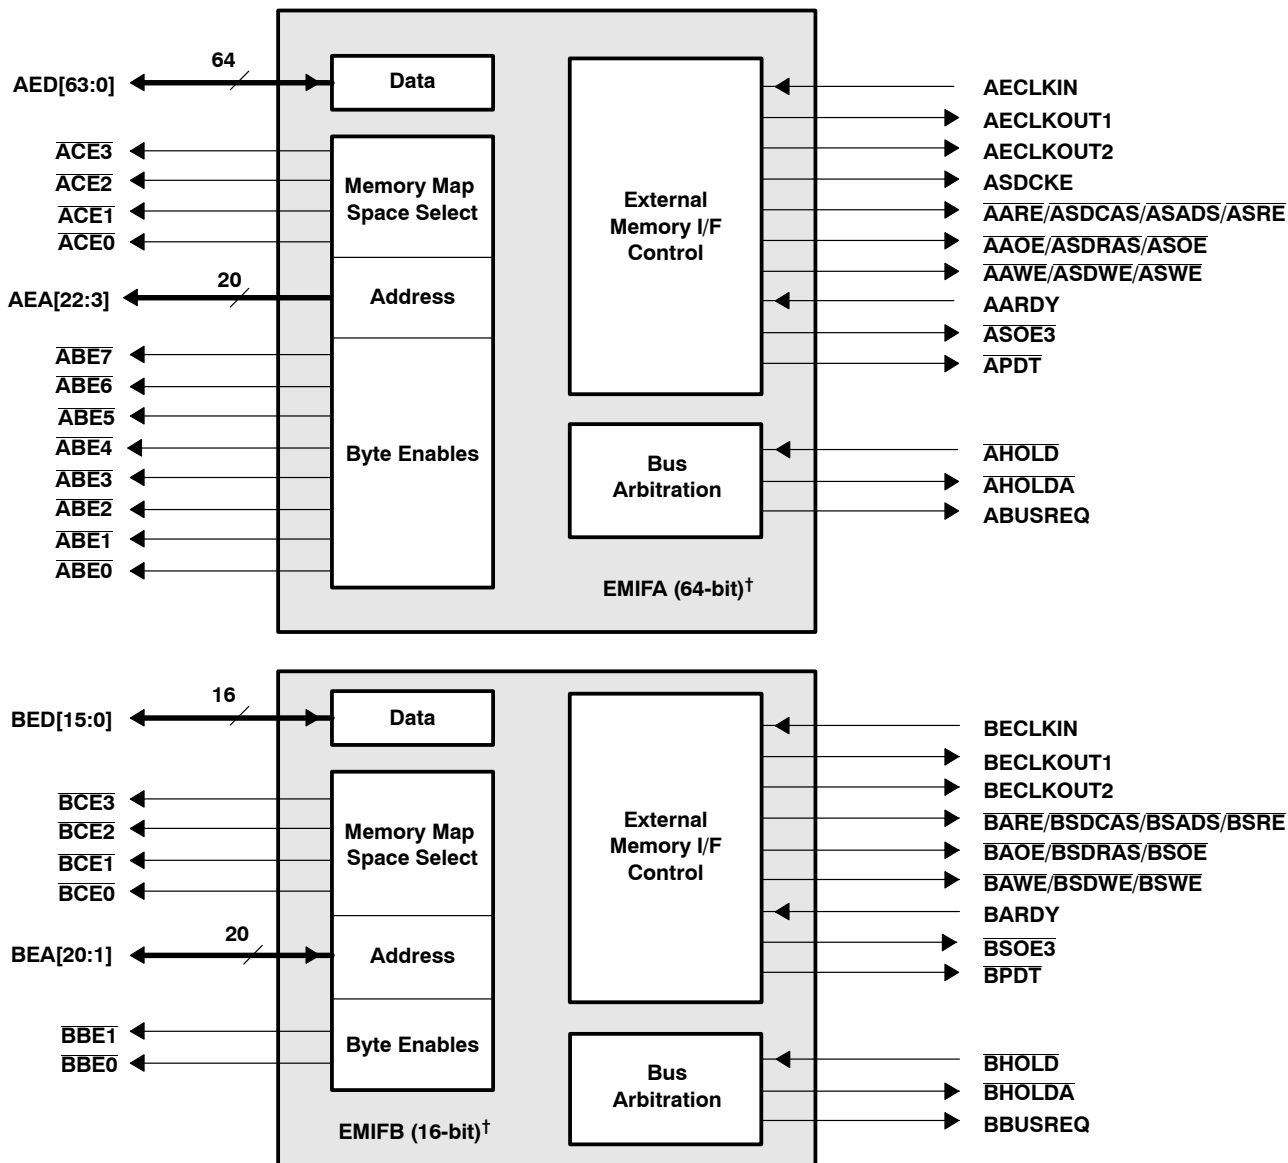 64
AED[63:0]
Data
ACE3
ACE2
ACE1
ACE0
Memory Map
Space Select
20
AEA[22:3]
Address
ABE7
ABE6
ABE5
ABE4
ABE3
ABE2
ABE1
ABE0
Byte Enables
External
Memory I/F
Control
AECLKIN
AECLKOUT1
AECLKOUT2
ASDCKE
AARE/ASDCAS/ASADS/ASRE
AAOE/ASDRAS/ASOE
AAWE/ASDWE/ASWE
AARDY
ASOE3
APDT
Bus
Arbitration
AHOLD
AHOLDA
ABUSREQ
EMIFA (64-bit)†
16
BED[15:0]
Data
BCE3
BCE2
BCE1
BCE0
Memory Map
Space Select
20
BEA[20:1]
Address
BBE1
BBE0
Byte Enables
External
Memory I/F
Control
BECLKIN
BECLKOUT1
BECLKOUT2
BARE/BSDCAS/BSADS/BSRE
BAOE/BSDRAS/BSOE
BAWE/BSDWE/BSWE
BARDY
BSOE3
BPDT
Bus
Arbitration
BHOLD
BHOLDA
BBUSREQ
EMIFB (16-bit)†